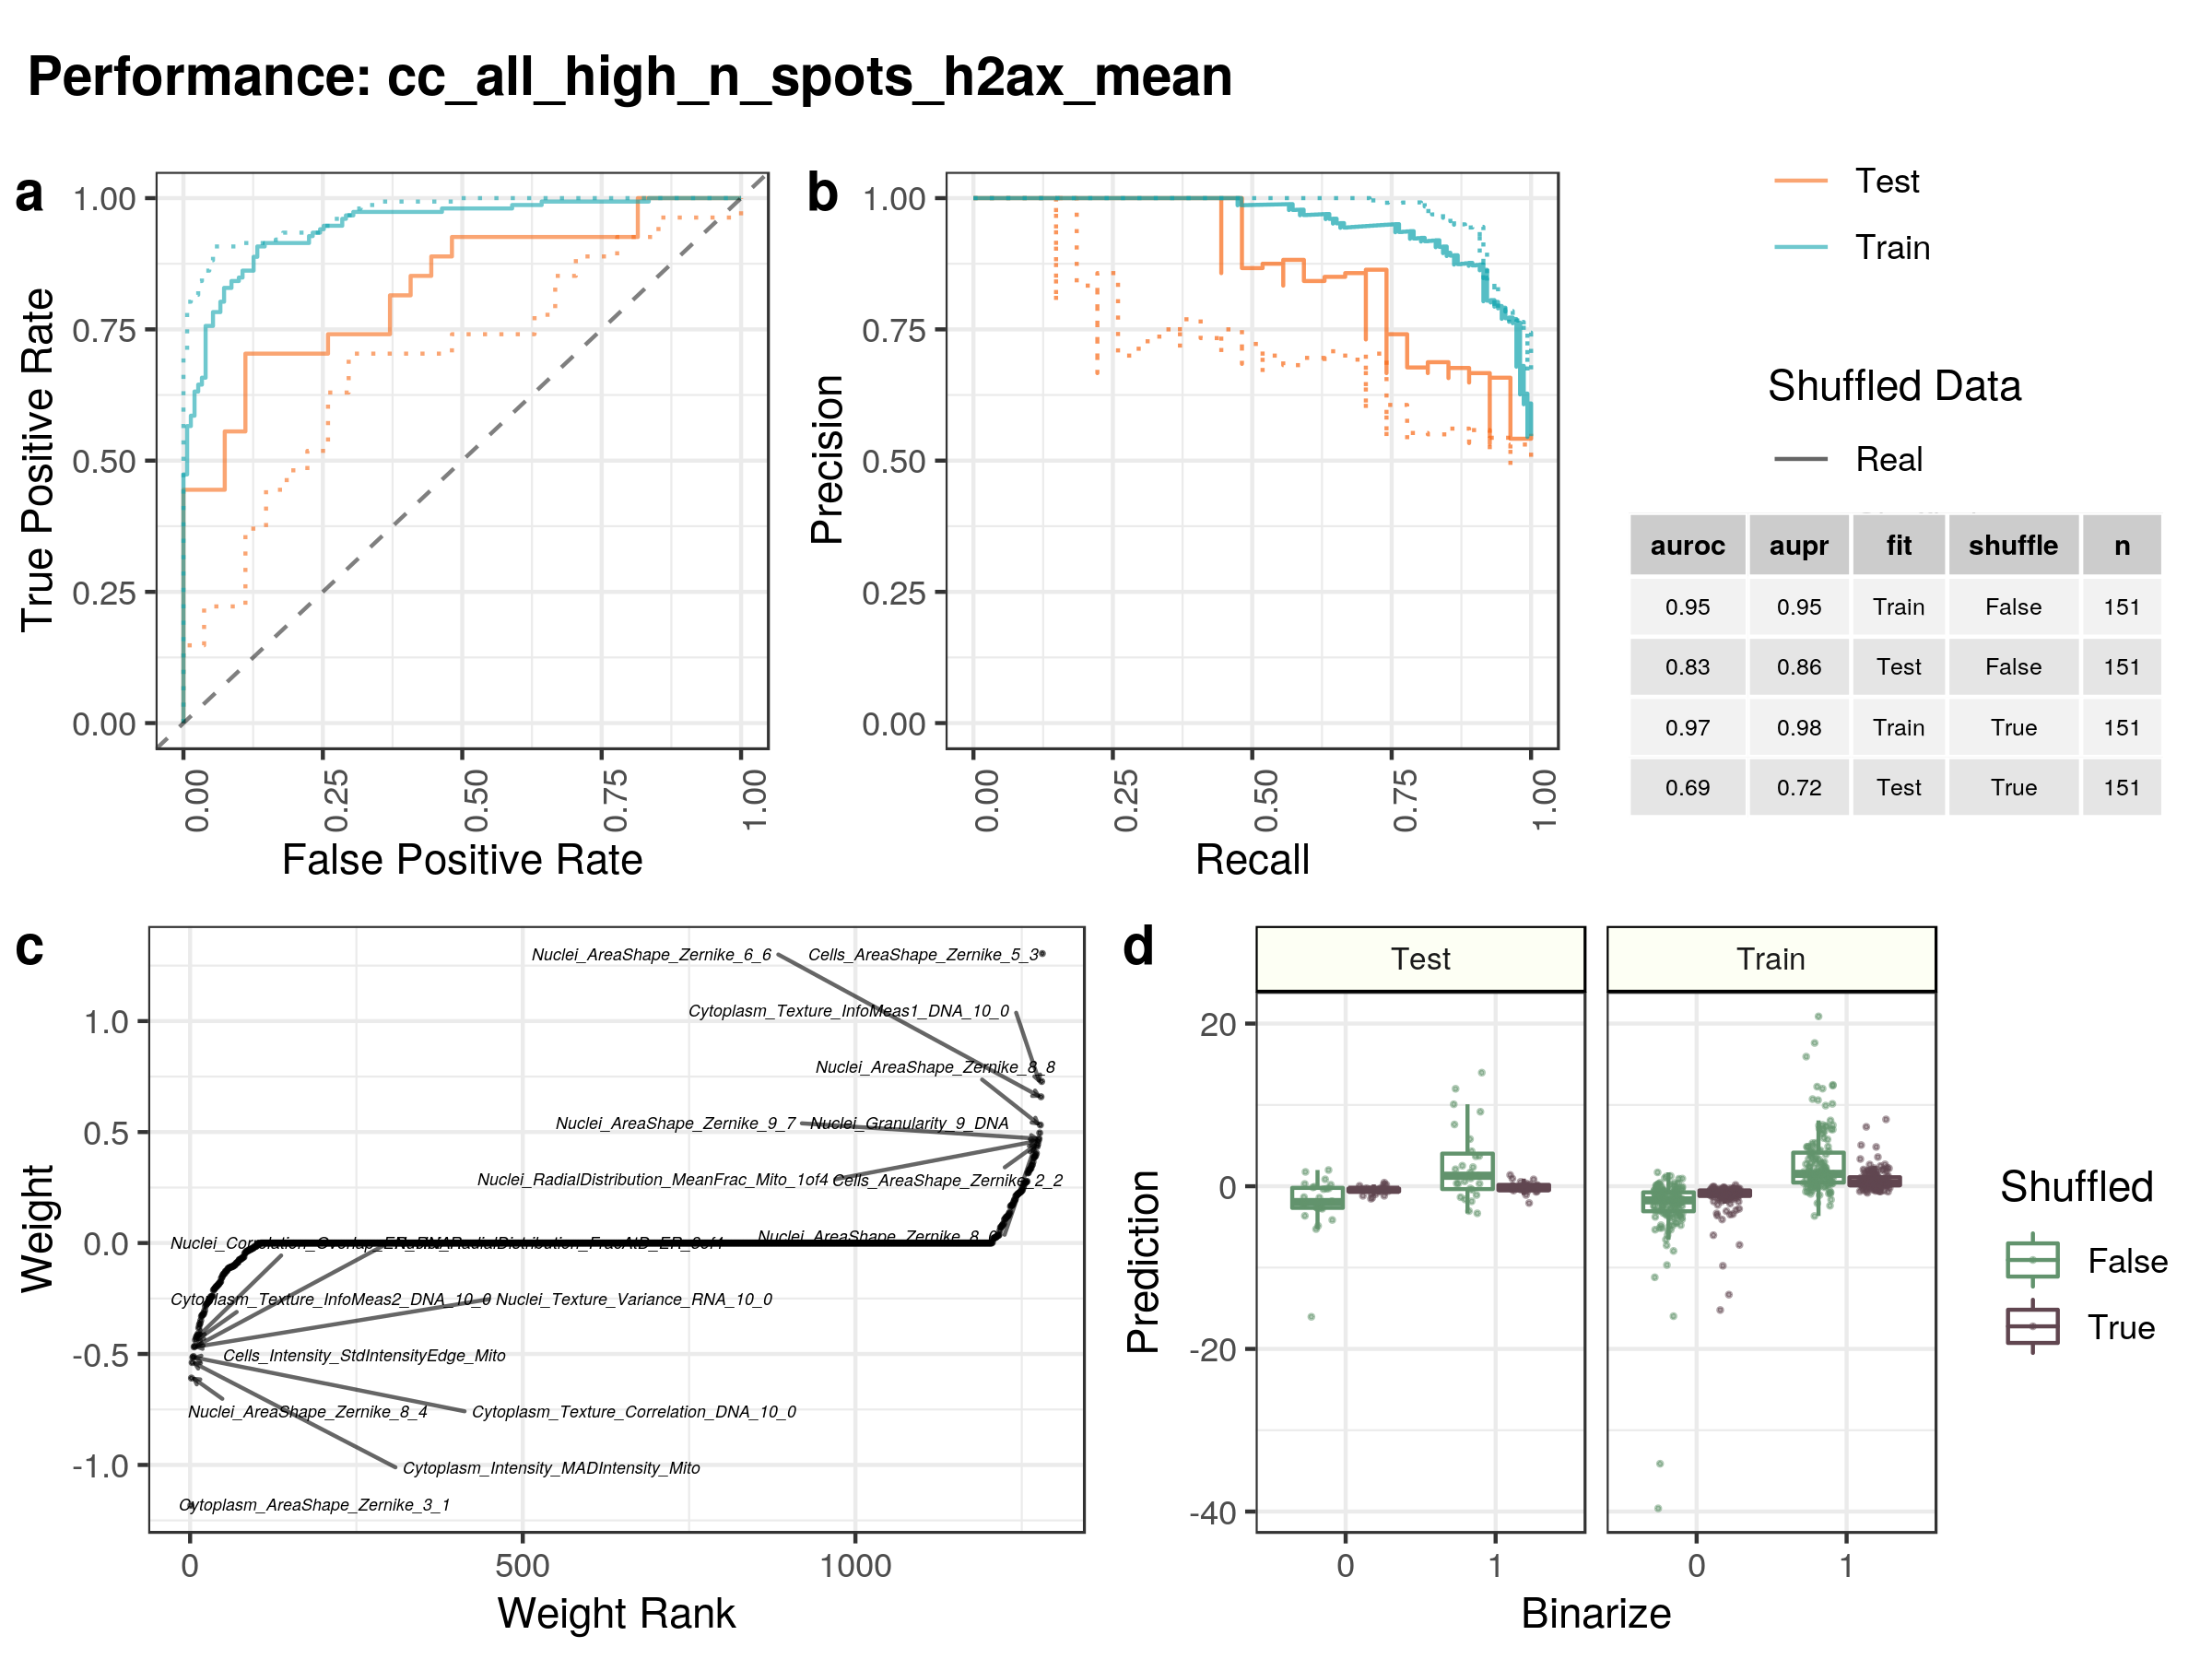 Performance: cc_all_high_n_spots_h2ax_mean
a
1.00
0.75
0.50
0.25
0.00
True Positive Rate
0.00
0.25
0.50
0.75
1.00
False Positive Rate
b
1.00
0.75
0.50
0.25
0.00
Precision
0.00
0.25
0.50
0.75
1.00
Recall
Test
Train
Shuffled Data
Real
auroc aupr fit shuffle n
0.95 0.95 Train False 151
0.83 0.86 Test False 151
0.97 0.98 Train True 151
0.69 0.72 Test True 151
c
1.0
0.5
0.0
-0.5
-1.0
Weight
Nuclei_AreaShape_Zernike_6_6
Cells_AreaShape_Zernike_5_3
Cytoplasm_Texture_InfoMeas1_DNA_10_0
Nuclei_AreaShape_Zernike_8_8
Nuclei_AreaShape_Zernike_9_7
Nuclei_Granularity_9_DNA
Nuclei_RadialDistribution_MeanFrac_Mito_1of4
Cells_AreaShape_Zernike_2_2
Cytoplasm_Texture_InfoMeas2_DNA_10_0
Nuclei_Texture_Variance_RNA_10_0
Cells_Intensity_StdIntensityEdge_Mito
Nuclei_AreaShape_Zernike_8_4
Cytoplasm_Texture_Correlation_DNA_10_0
Cytoplasm_Intensity_MADIntensity_Mito
Cytoplasm_AreaShape_Zernike_3_1
0
500
1000
Weight Rank
d
Test
Train
20
0
-20
-40
Prediction
0
1
0
1
Binarize
Shuffled
False
True